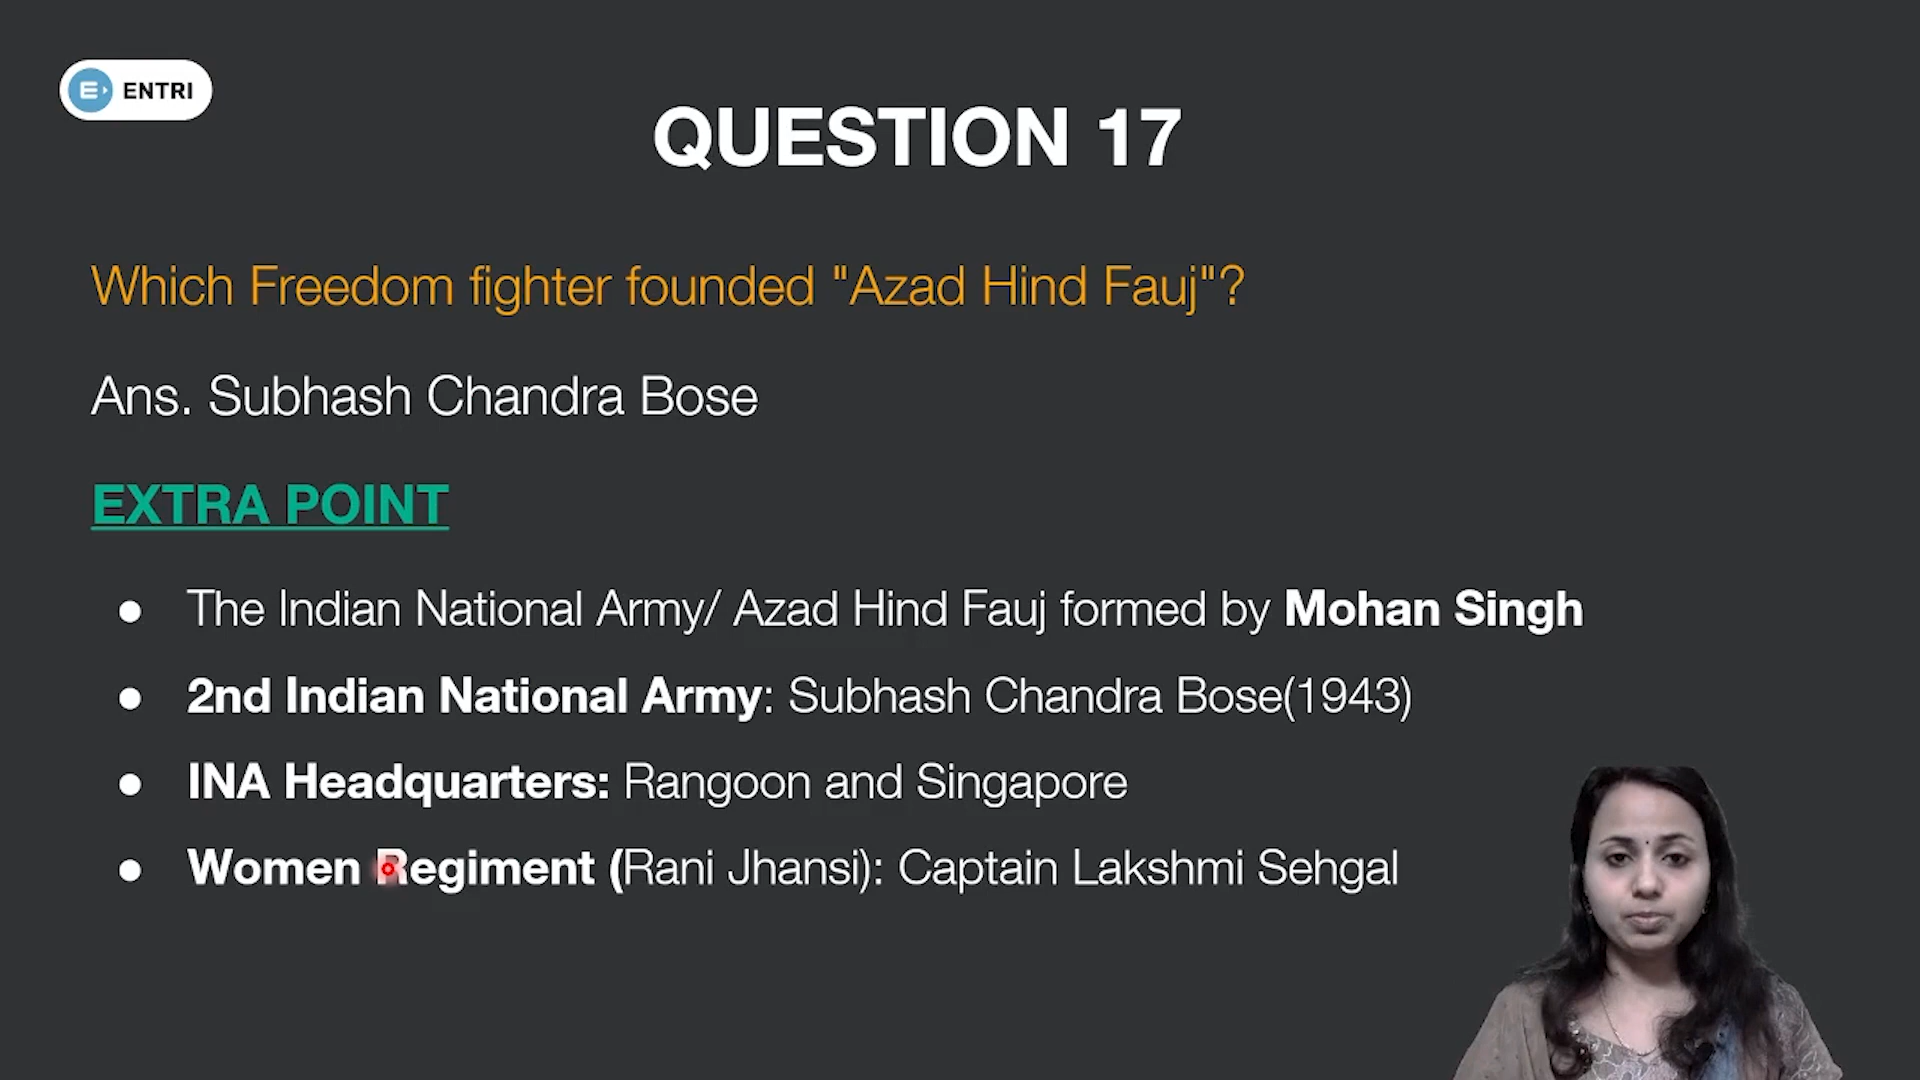 ENTRI
QUESTION 17
Which Freedom fighter founded "Azad Hind Fauj"?
Ans. Subhash Chandra Bose
EXTRA POINT
● The Indian National Army/ Azad Hind Fauj formed by Mohan Singh
● 2nd Indian National Army: Subhash Chandra Bose(1943)
● INA Headquarters: Rangoon and Singapore
● Women Regiment (Rani Jhansi): Captain Lakshmi Sehgal